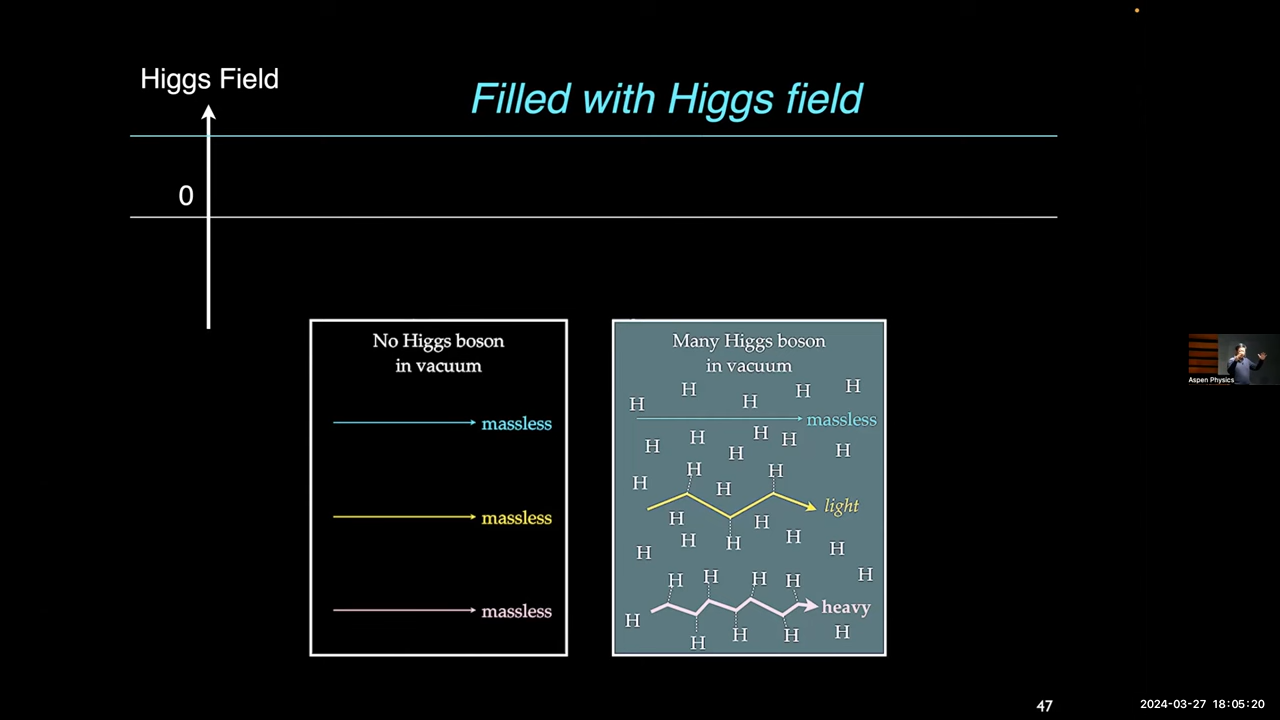 Higgs Field
Filled with Higgs field
0
No Higgs boson
in vacuum
massless
massless
massless
Many Higgs boson
in vacuum
H H H H H
massless
H H H H H H
H H
H H
light
H H
H H H H H
H
H H H H
heavy
H H H H H
Aspen Physics
47
2024-03-27 18:05:20